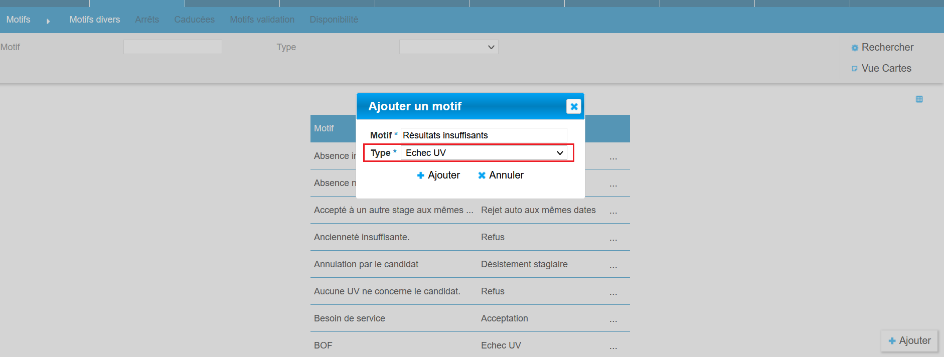 Motifs Motifs divers Arrêts Caducées Motifs validation Disponibilité
Motif Type Rechercher
Vue Cartes
Ajouter un motif
Motif * Résultats insuffisants
Type * Echec UV
Ajouter Annuler
Motif
Absence in
Absence n
Accepté à un autre stage aux mêmes ... Rejet auto aux mêmes dates ...
Ancienneté insuffisante. Refus ...
Annulation par le candidat Désistement stagiaire ...
Aucune UV ne concerne le candidat. Refus ...
Besoin de service Acceptation ...
BOF Echec UV ...
Ajouter